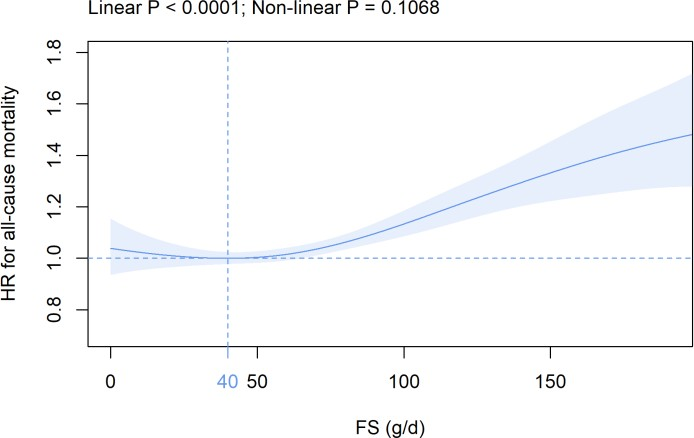 Linear P < 0.0001; Non-linear P = 0.1068
HR for all-cause mortality
1.8
1.6
1.4
1.2
1.0
0.8
0 40 50 100 150
FS (g/d)